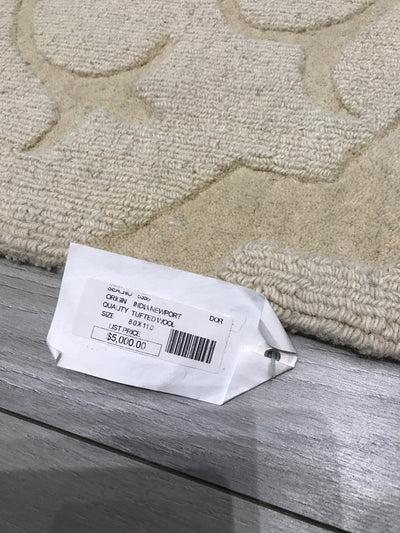 ORIGIN INDIA/NEWPORT DOR
QUALITY TUFTED WOOL
SIZE 8.0 X 11.0
LIST PRICE
$5,000.00